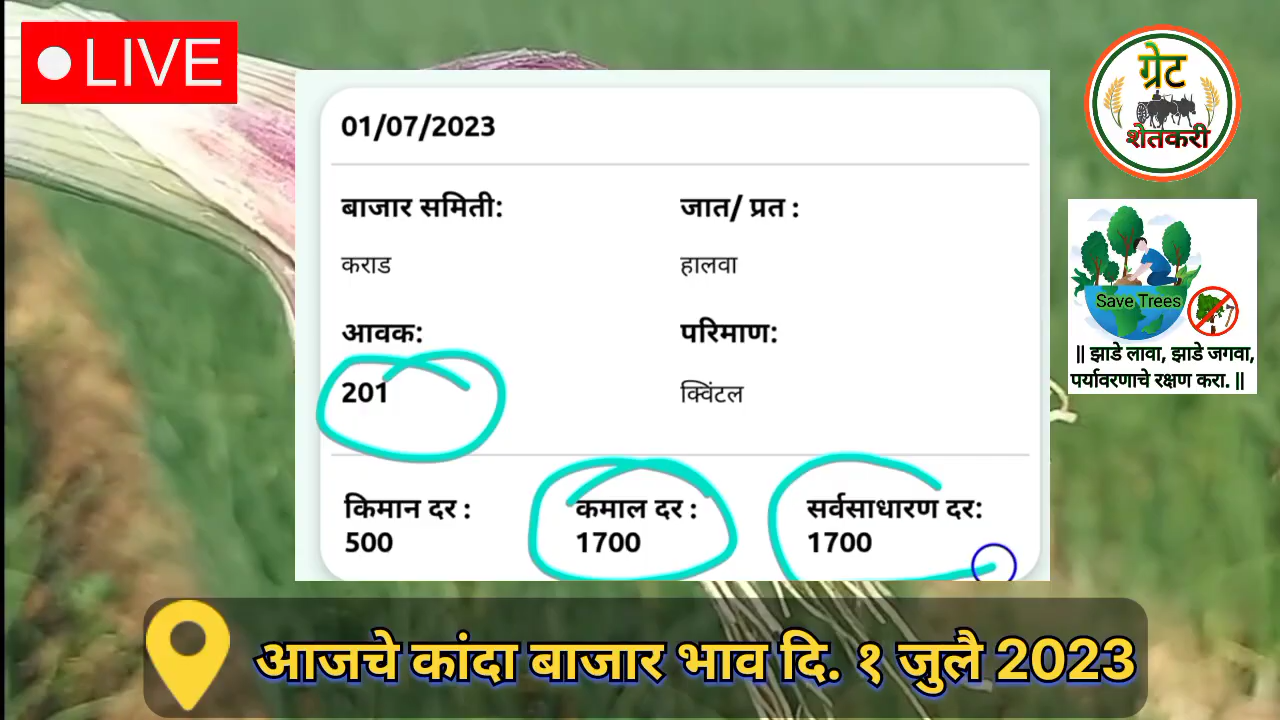 LIVE
ग्रेट
शेतकरी
01/07/2023
बाजार समिती: जात/ प्रत :
कराड हालवा
आवक: परिमाण:
201 क्विंटल
किमान दर : कमाल दर : सर्वसाधारण दर:
500 1700 1700
Save Trees
|| झाडे लावा, झाडे जगवा,
पर्यावरणाचे रक्षण करा. ||
आजचे कांदा बाजार भाव दि. १ जुलै 2023